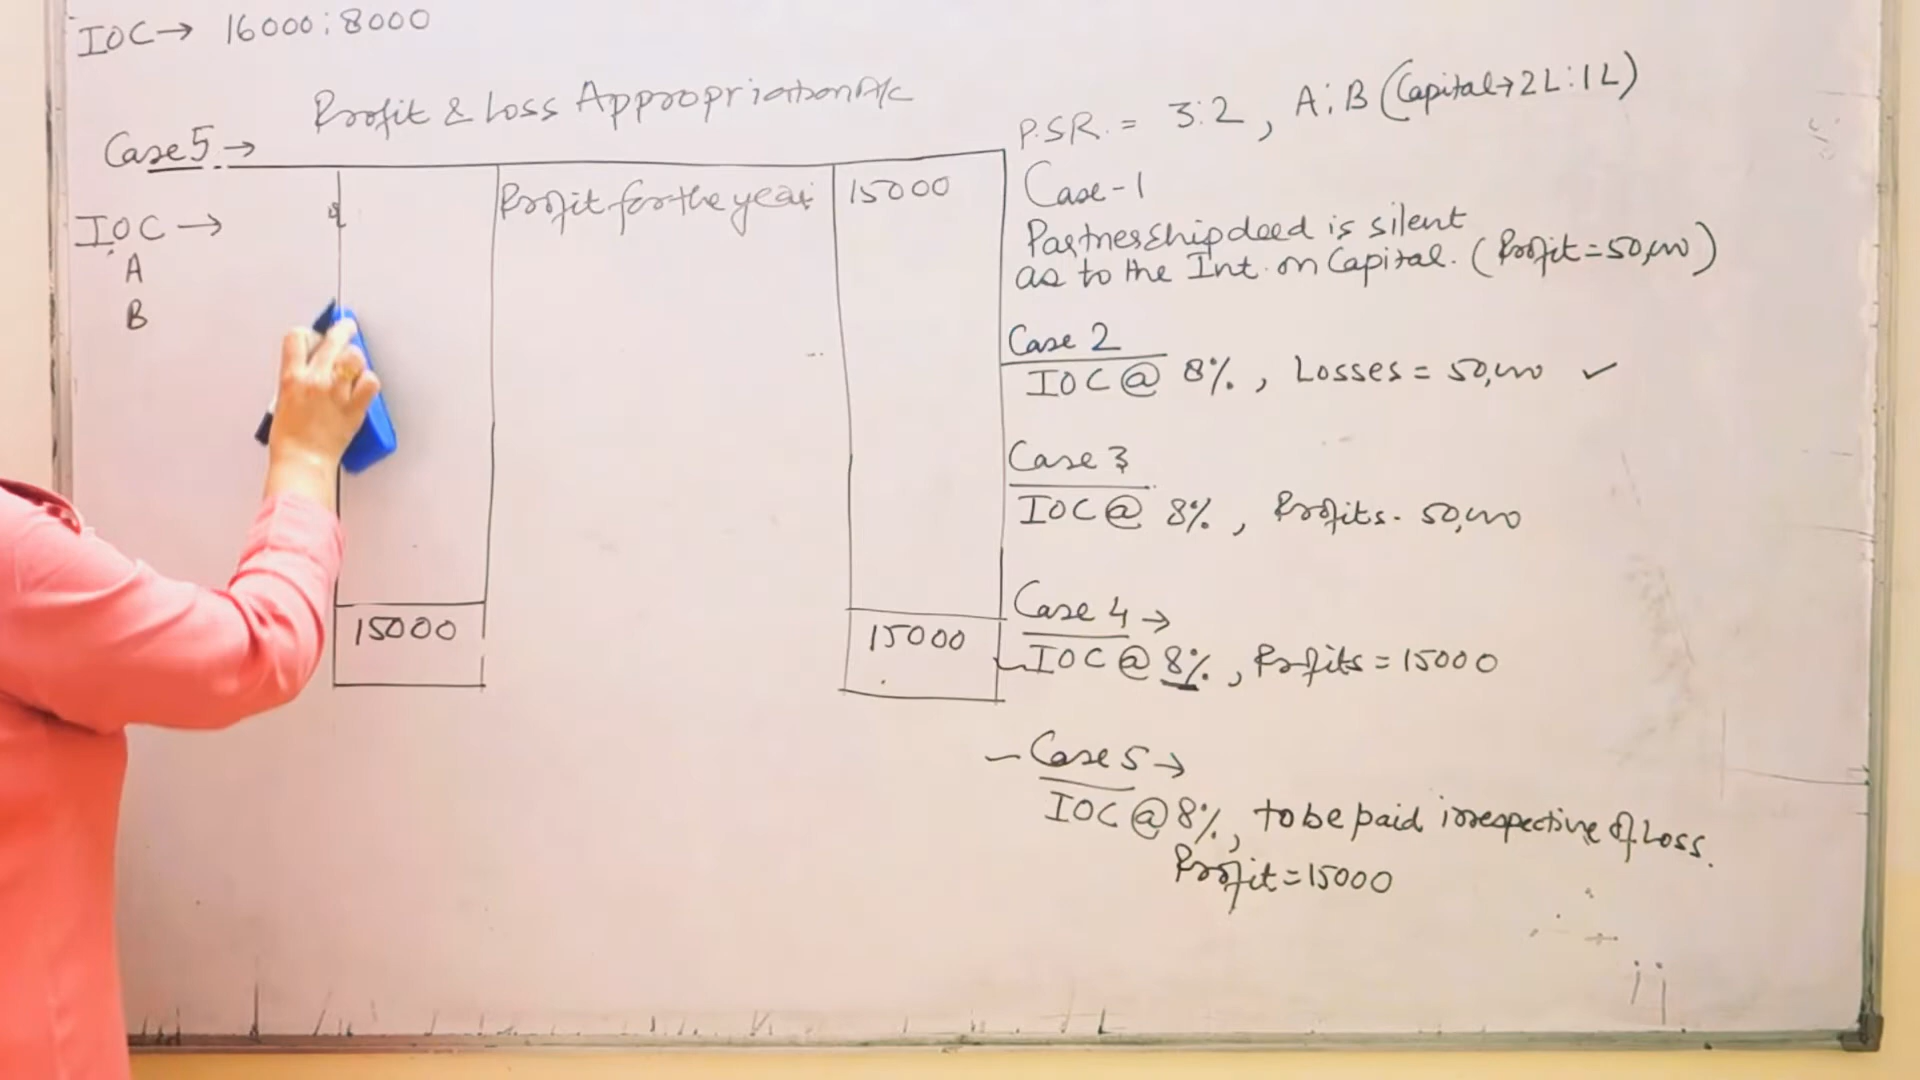 IOC → 16000:8000
Profit & Loss Appropriation A/c
Case 5 →
Profit for the year 15000
IOC →
A
B
15000 15000
P.S.R. = 3:2, A:B (Capital → 2L:1L)
Case-1
Partnership deed is silent
as to the Int. on Capital. (Profit = 50,000)
Case 2
IOC @ 8%, Losses = 50,000 ✓
Case 3
IOC @ 8%, Profits - 50,000
Case 4 →
IOC @ 8%, Profits = 15000
Case 5 →
IOC @ 8%, to be paid irrespective of Loss.
Profit = 15000